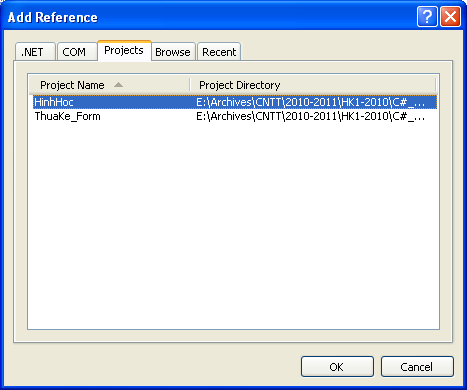 Add Reference
.NET COM Projects Browse Recent
Project Name Project Directory
HinhHoc E:\Archives\CNTT\2010-2011\HK1-2010\C#_...
ThuaKe_Form E:\Archives\CNTT\2010-2011\HK1-2010\C#_...
OK Cancel